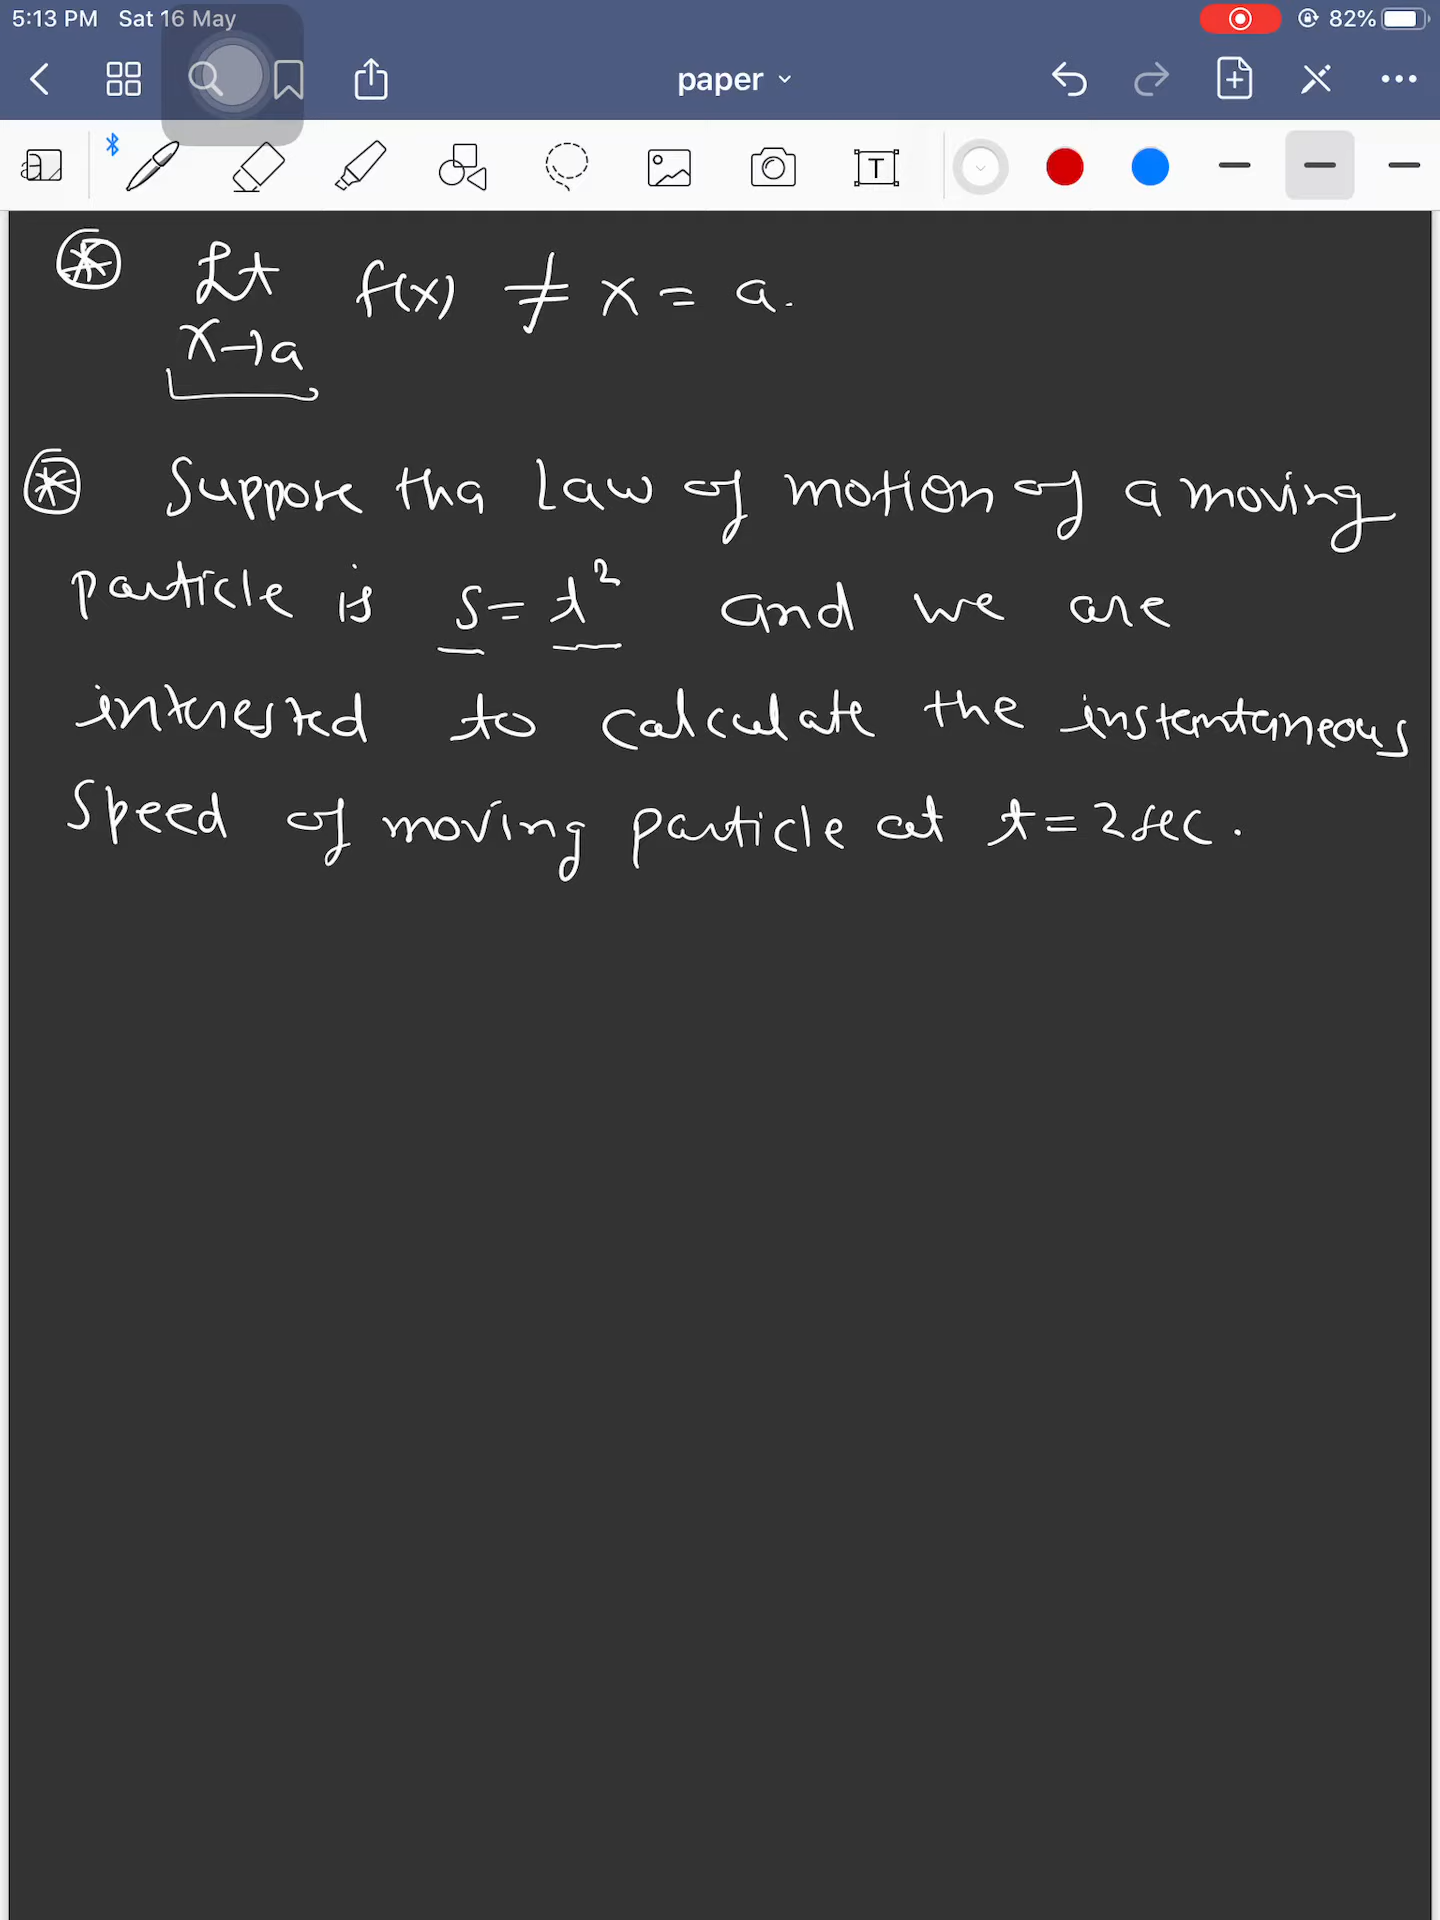 5:13 PM Sat 16 May 82%
paper
T
Lt f(x) ≠ x = a.
x→a
Suppose tha Law of motion of a moving
particle is s = t² and we are
interested to calculate the instantaneous
Speed of moving particle at t = 2 sec.